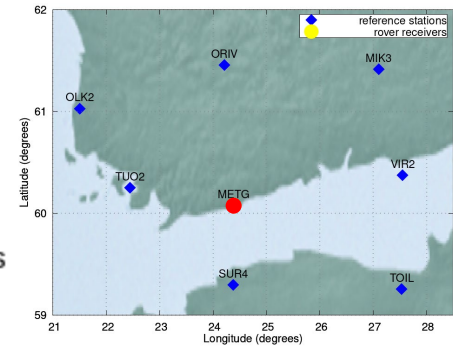 62
61
60
59
Latitude (degrees)
reference stations
rover receivers
ORIV
MIK3
OLK2
TUO2
VIR2
METG
SUR4
TOIL
21 22 23 24 25 26 27 28
Longitude (degrees)
s